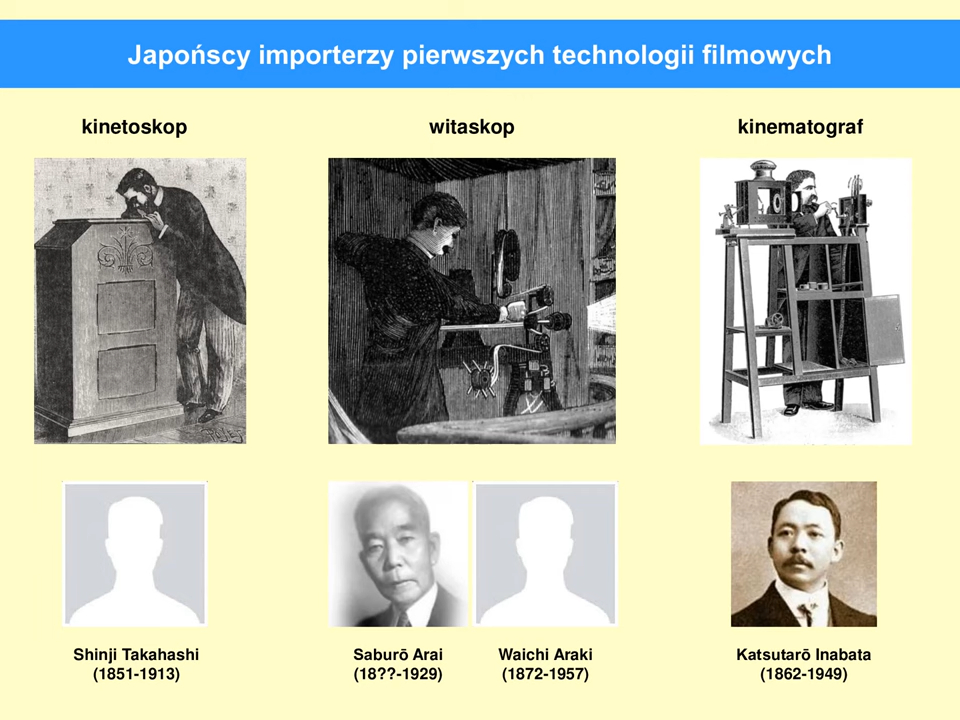 Japońscy importerzy pierwszych technologii filmowych
kinetoskop
witaskop
kinematograf
Shinji Takahashi
(1851-1913)
Saburō Arai
(18??-1929)
Waichi Araki
(1872-1957)
Katsutarō Inabata
(1862-1949)